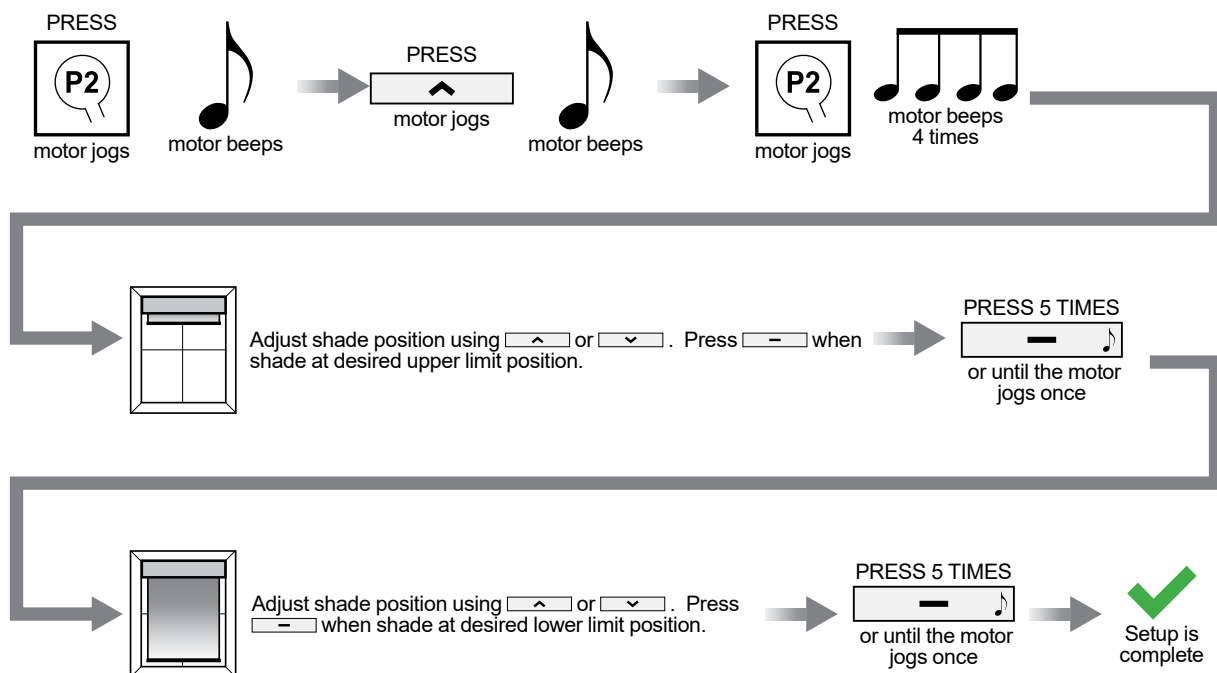 PRESS
P2
motor jogs
motor beeps
PRESS
motor jogs
motor beeps
PRESS
P2
motor jogs
motor beeps
4 times
Adjust shade position using or . Press when
shade at desired upper limit position.
PRESS 5 TIMES
or until the motor
jogs once
Adjust shade position using or . Press
when shade at desired lower limit position.
PRESS 5 TIMES
or until the motor
jogs once
Setup is
complete